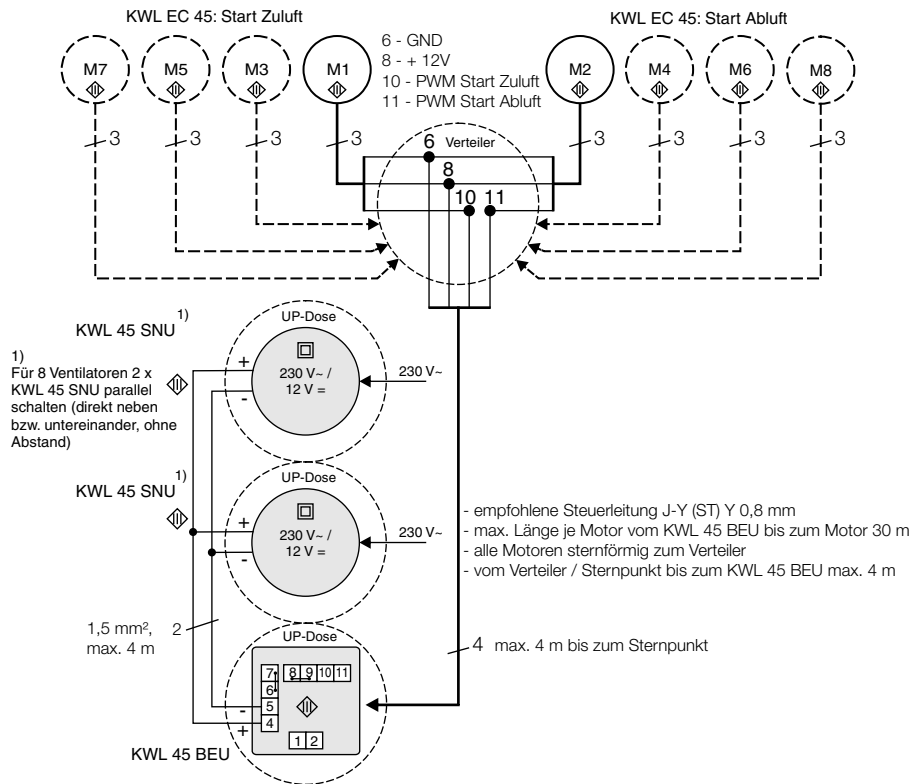 KWL EC 45: Start Zuluft
KWL EC 45: Start Abluft
M7
M5
M3
M1
6 - GND
8 - + 12V
10 - PWM Start Zuluft
11 - PWM Start Abluft
M2
M4
M6
M8
3
3
3
3
3
3
3
3
6
Verteiler
8
10
11
KWL 45 SNU 1)
UP-Dose
1)
Für 8 Ventilatoren 2 x
KWL 45 SNU parallel
schalten (direkt neben
bzw. untereinander, ohne
Abstand)
+
-
230 V~ /
12 V =
230 V~
KWL 45 SNU 1)
UP-Dose
+
-
230 V~ /
12 V =
230 V~
- empfohlene Steuerleitung J-Y (ST) Y 0,8 mm
- max. Länge je Motor vom KWL 45 BEU bis zum Motor 30 m
- alle Motoren sternförmig zum Verteiler
- vom Verteiler / Sternpunkt bis zum KWL 45 BEU max. 4 m
1,5 mm²,
max. 4 m
2
UP-Dose
4 max. 4 m bis zum Sternpunkt
7
8 9 10 11
6
- 5
+ 4
1 2
KWL 45 BEU